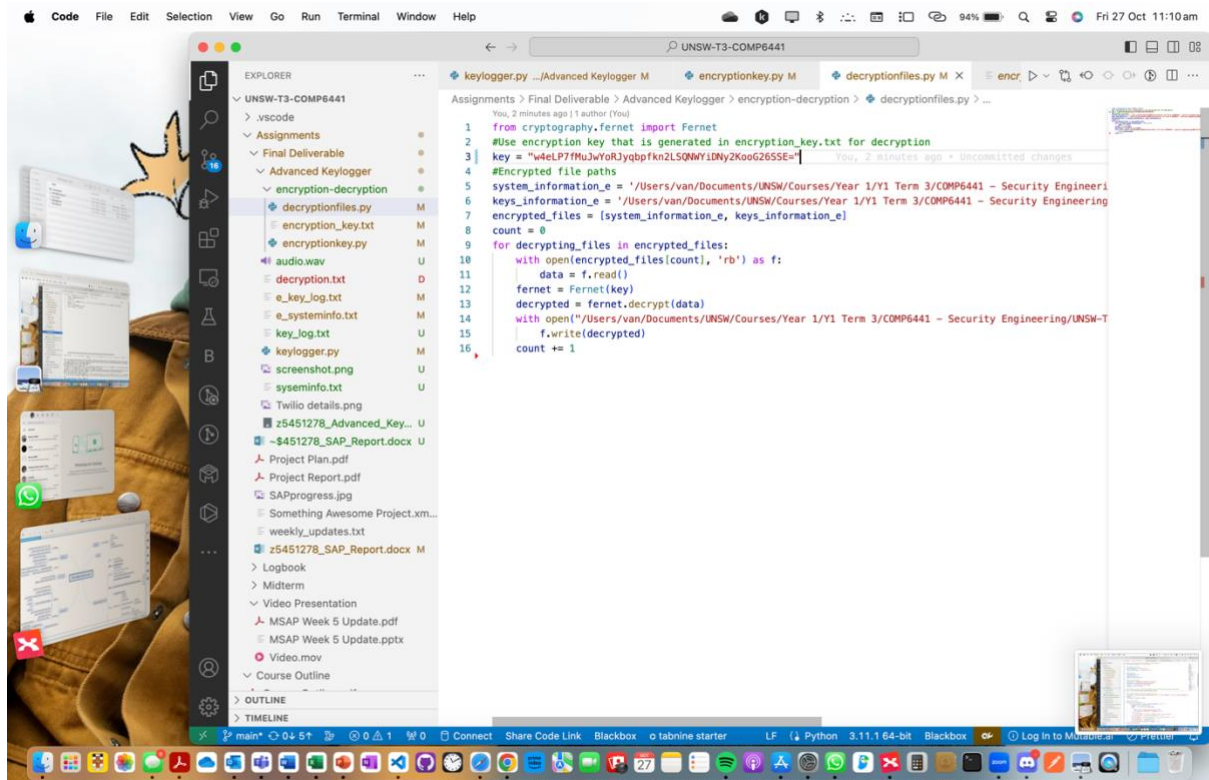 Code File Edit Selection View Go Run Terminal Window Help 94% Fri 27 Oct 11:10 am
UNSW-T3-COMP6441
EXPLORER
keylogger.py .../Advanced Keylogger M encryptionkey.py M decryptionfiles.py M encr
UNSW-T3-COMP6441
Assignments > Final Deliverable > Advanced Keylogger > encryption-decryption > decryptionfiles.py > ...
.vscode
Assignments
Final Deliverable
Advanced Keylogger
encryption-decryption
decryptionfiles.py M
encryption_key.txt M
encryptionkey.py M
audio.wav U
decryption.txt D
e_key_log.txt M
e_systeminfo.txt M
key_log.txt U
keylogger.py M
screenshot.png U
syseminfo.txt U
Twilio details.png
z5451278_Advanced_Key... U
~$451278_SAP_Report.docx U
Project Plan.pdf
Project Report.pdf
SAPprogress.jpg
Something Awesome Project.xm...
weekly_updates.txt
z5451278_SAP_Report.docx M
Logbook
Midterm
Video Presentation
MSAP Week 5 Update.pdf
MSAP Week 5 Update.pptx
Video.mov
Course Outline
OUTLINE
TIMELINE
You, 2 minutes ago | 1 author (You)
1 from cryptography.fernet import Fernet
2 #Use encryption key that is generated in encryption_key.txt for decryption
3 key = You, 2 minutes ago • Uncommitted changes
4 #Encrypted file paths
5 system_information_e = '/Users/van/Documents/UNSW/Courses/Year 1/Y1 Term 3/COMP6441 – Security Engineeri
6 keys_information_e = '/Users/van/Documents/UNSW/Courses/Year 1/Y1 Term 3/COMP6441 – Security Engineering
7 encrypted_files = [system_information_e, keys_information_e]
8 count = 0
9 for decrypting_files in encrypted_files:
10 with open(encrypted_files[count], 'rb') as f:
11 data = f.read()
12 fernet = Fernet(key)
13 decrypted = fernet.decrypt(data)
14 with open("/Users/van/Documents/UNSW/Courses/Year 1/Y1 Term 3/COMP6441 – Security Engineering/UNSW-T
15 f.write(decrypted)
16 count += 1
main* 0↓ 5↑ 0 1 Connect Share Code Link Blackbox tabnine starter LF Python 3.11.1 64-bit Blackbox Log In to Mutable.ai Prettier